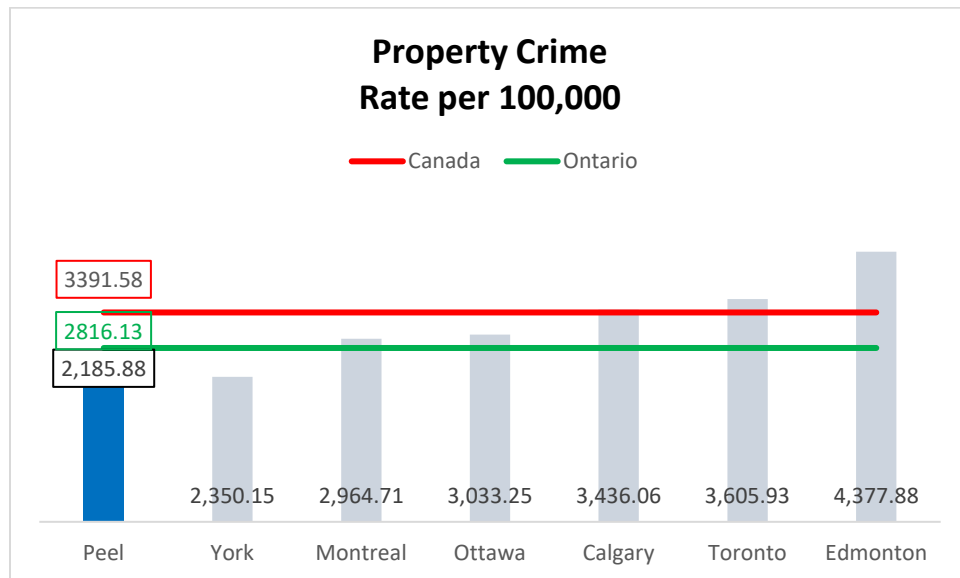 Property Crime
Rate per 100,000
Canada Ontario
3391.58
2816.13
2,185.88
2,350.15 2,964.71 3,033.25 3,436.06 3,605.93 4,377.88
Peel York Montreal Ottawa Calgary Toronto Edmonton